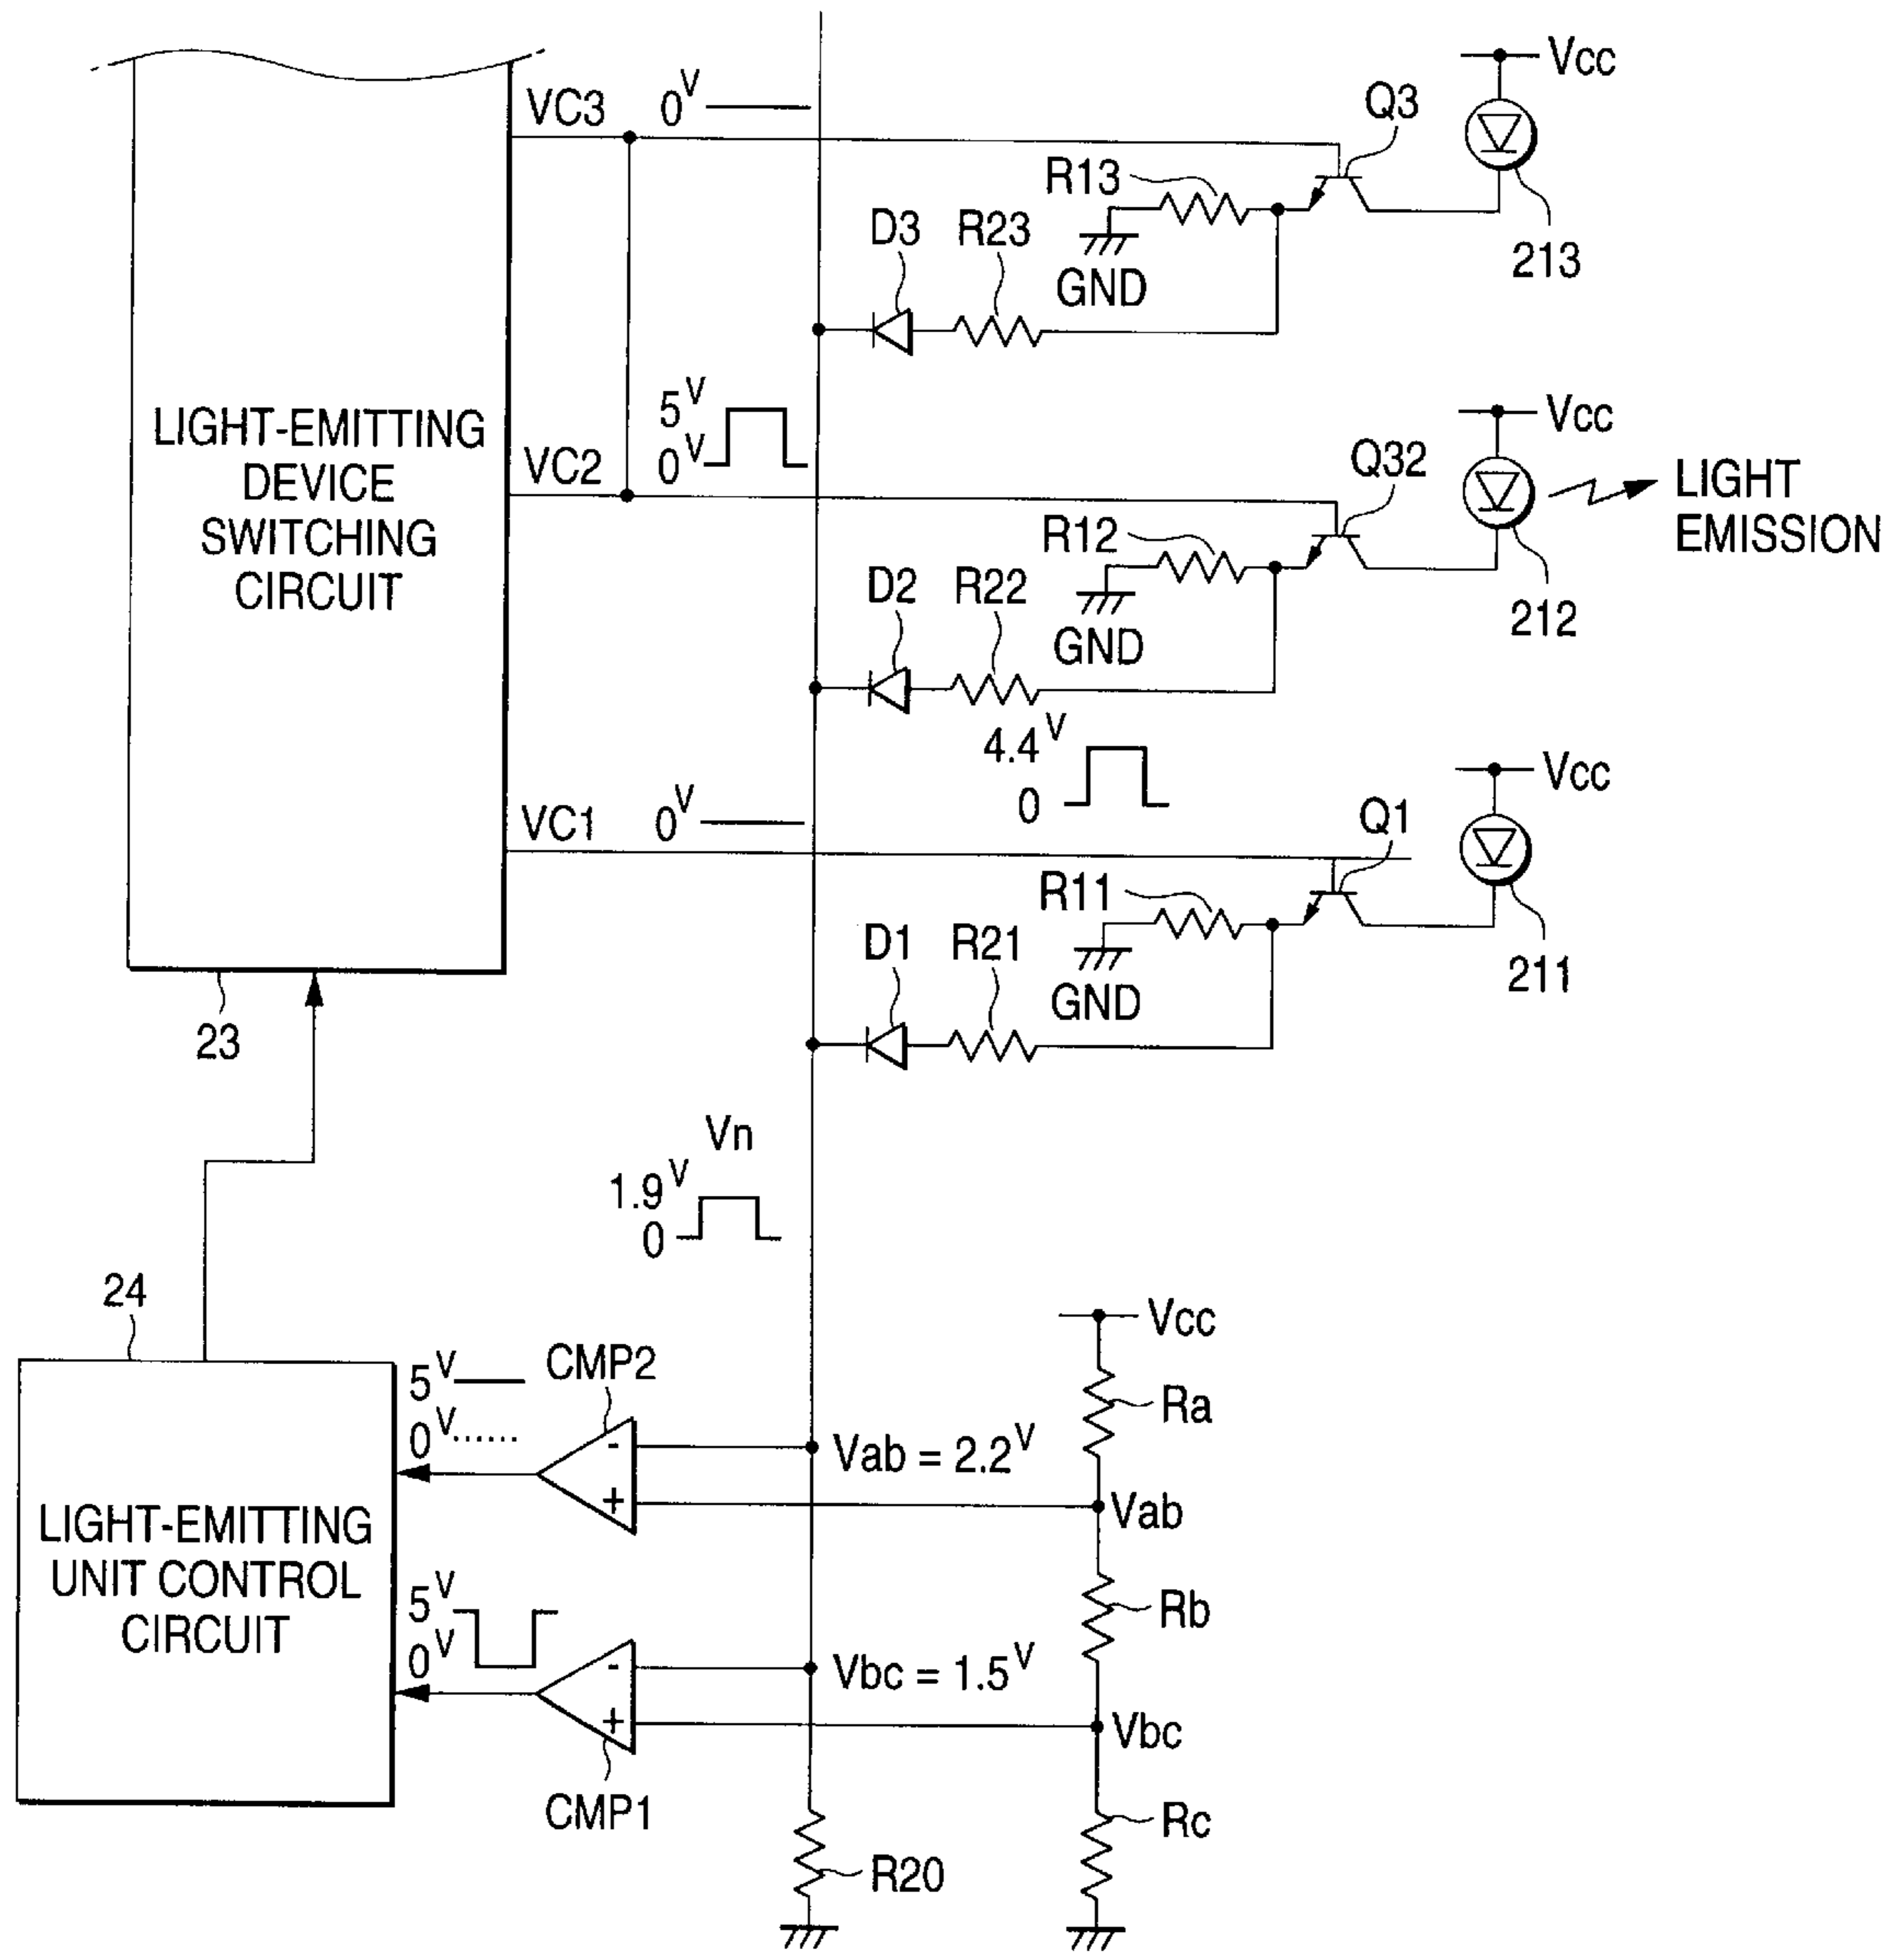 Vcc
VC3
0V
Q3
R13
213
D3
R23
GND
LIGHT-EMITTING
DEVICE
SWITCHING
CIRCUIT
5V
0V
VC2
Vcc
Q32
LIGHT
EMISSION
R12
212
D2
R22
GND
4.4V
0
VC1
0V
Vcc
Q1
R11
211
D1
R21
GND
23
Vn
1.9V
0
24
Vcc
5V
0V
CMP2
Ra
-
+
Vab = 2.2V
Vab
LIGHT-EMITTING
UNIT CONTROL
CIRCUIT
5V
0V
Rb
-
+
Vbc = 1.5V
Vbc
CMP1
Rc
R20